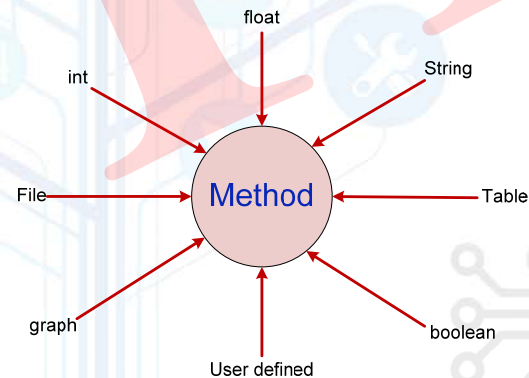 float
int
String
File
Method
Table
graph
boolean
User defined